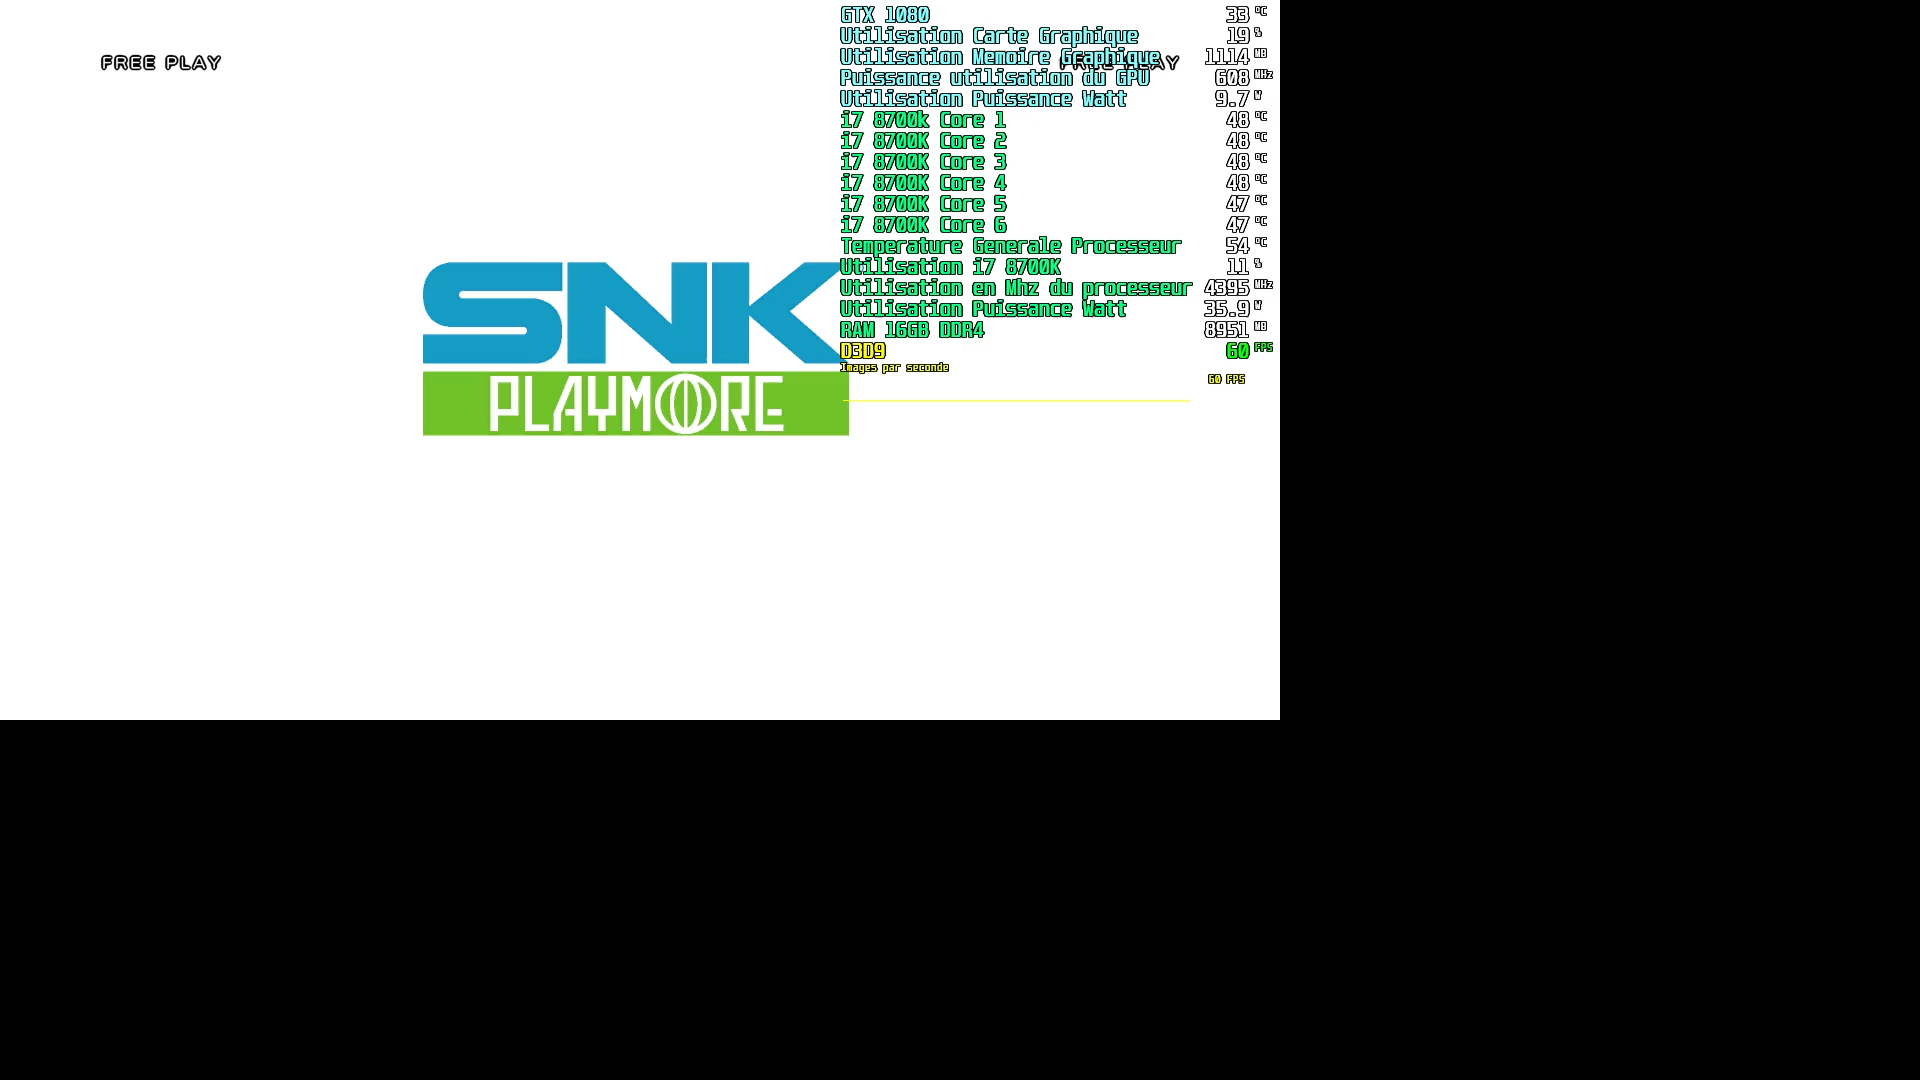 GTX 1080 33 °C
Utilisation Carte Graphique 19 %
Utilisation Memoire Graphique 1114 MB
FREE PLAY FREE PLAY
Puissance utilisation du GPU 608 MHz
Utilisation Puissance Watt 9.7 W
i7 8700k Core 1 48 °C
i7 8700K Core 2 48 °C
i7 8700K Core 3 48 °C
i7 8700K Core 4 48 °C
i7 8700K Core 5 47 °C
i7 8700K Core 6 47 °C
Temperature Generale Processeur 54 °C
Utilisation i7 8700K 11 %
Utilisation en Mhz du processeur 4395 MHz
Utilisation Puissance Watt 35.9 W
RAM 16GB DDR4 8951 MB
D3D9 60 FPS
Images par seconde
60 FPS
SNK
PLAYMORE